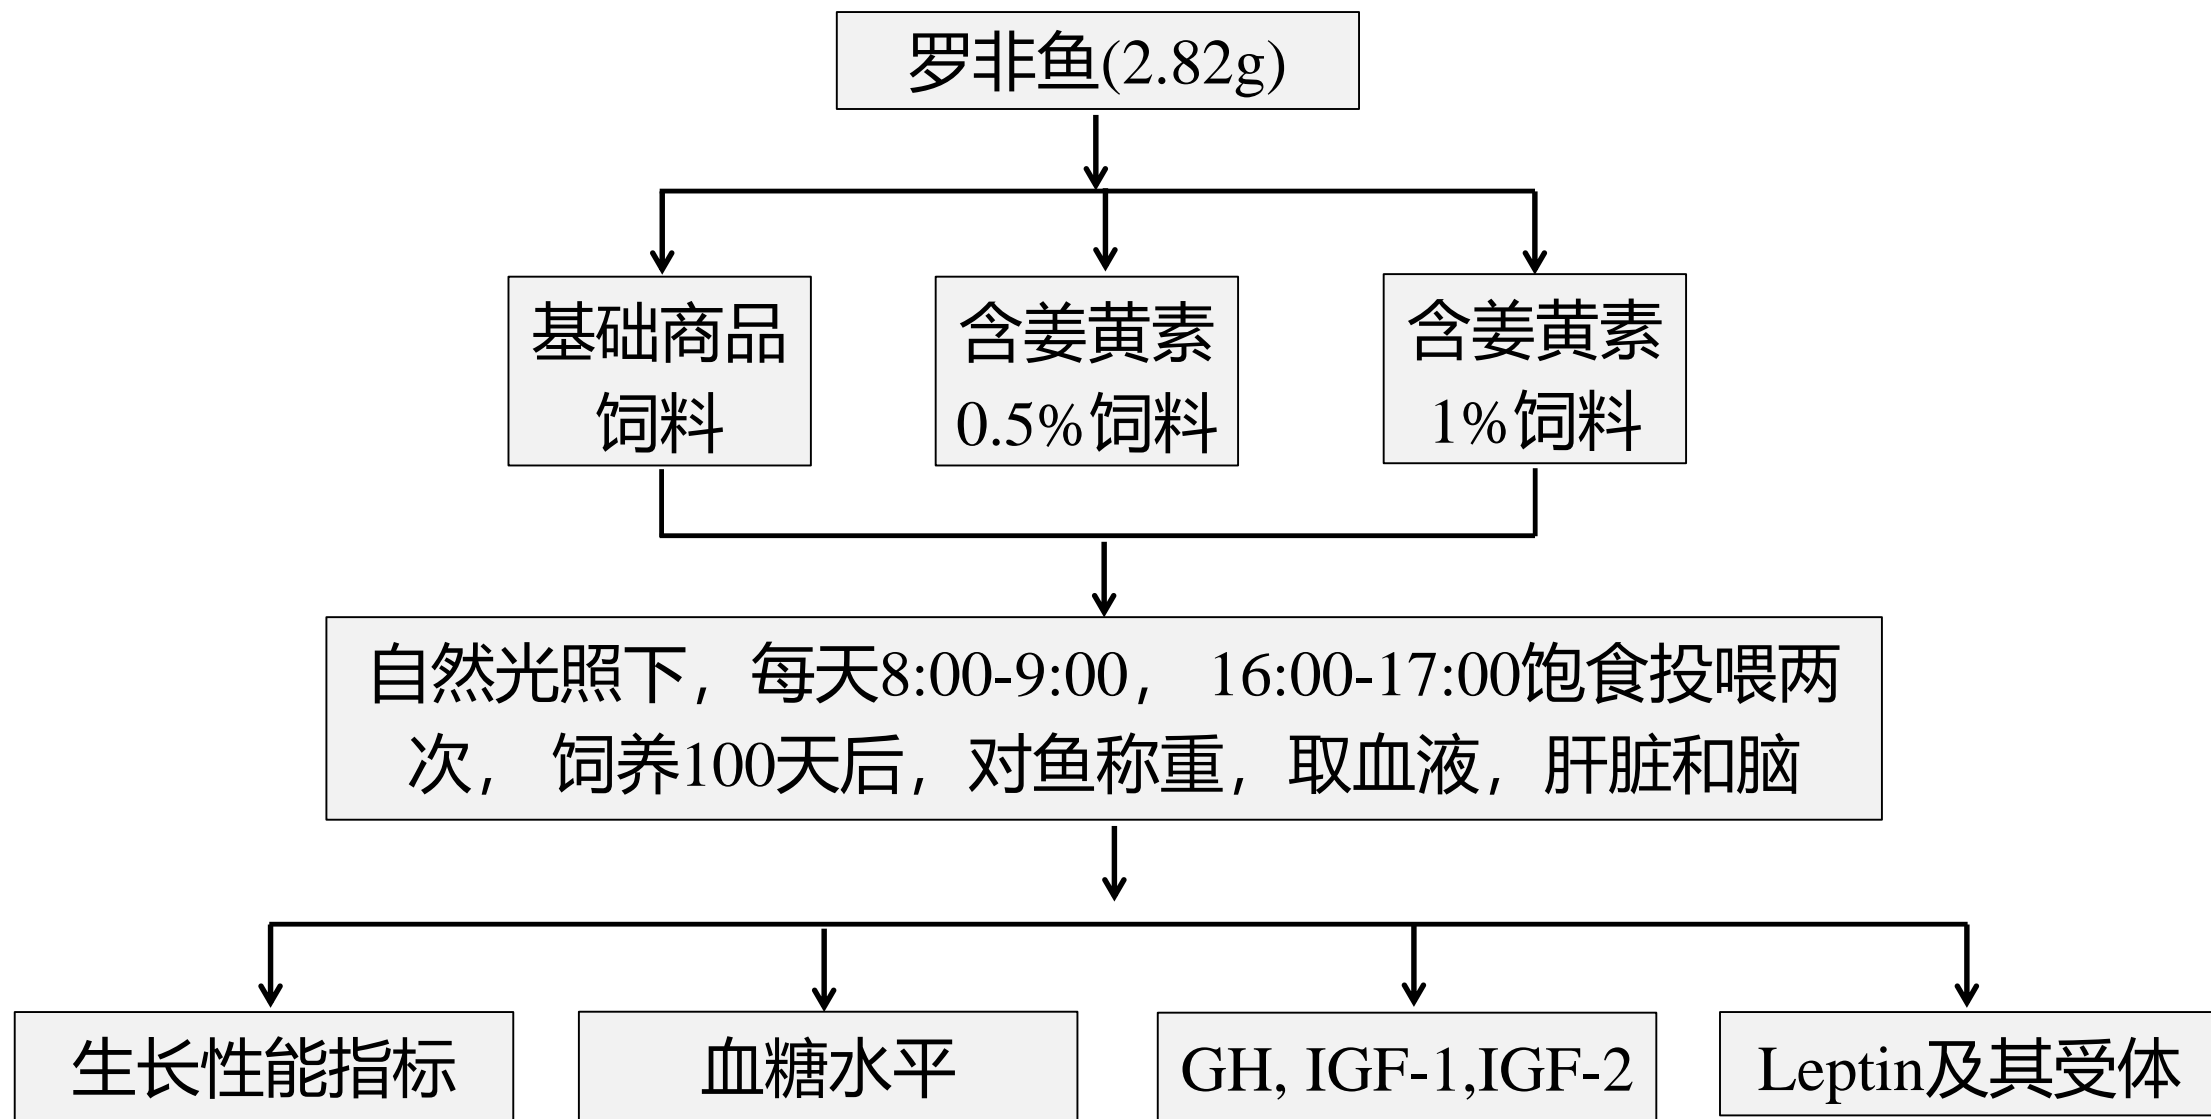 罗非鱼(2.82g)
基础商品
饲料
含姜黄素
0.5%饲料
含姜黄素
1%饲料
自然光照下，每天8:00-9:00， 16:00-17:00饱食投喂两
次， 饲养100天后，对鱼称重，取血液，肝脏和脑
生长性能指标
血糖水平
GH, IGF-1,IGF-2
Leptin及其受体